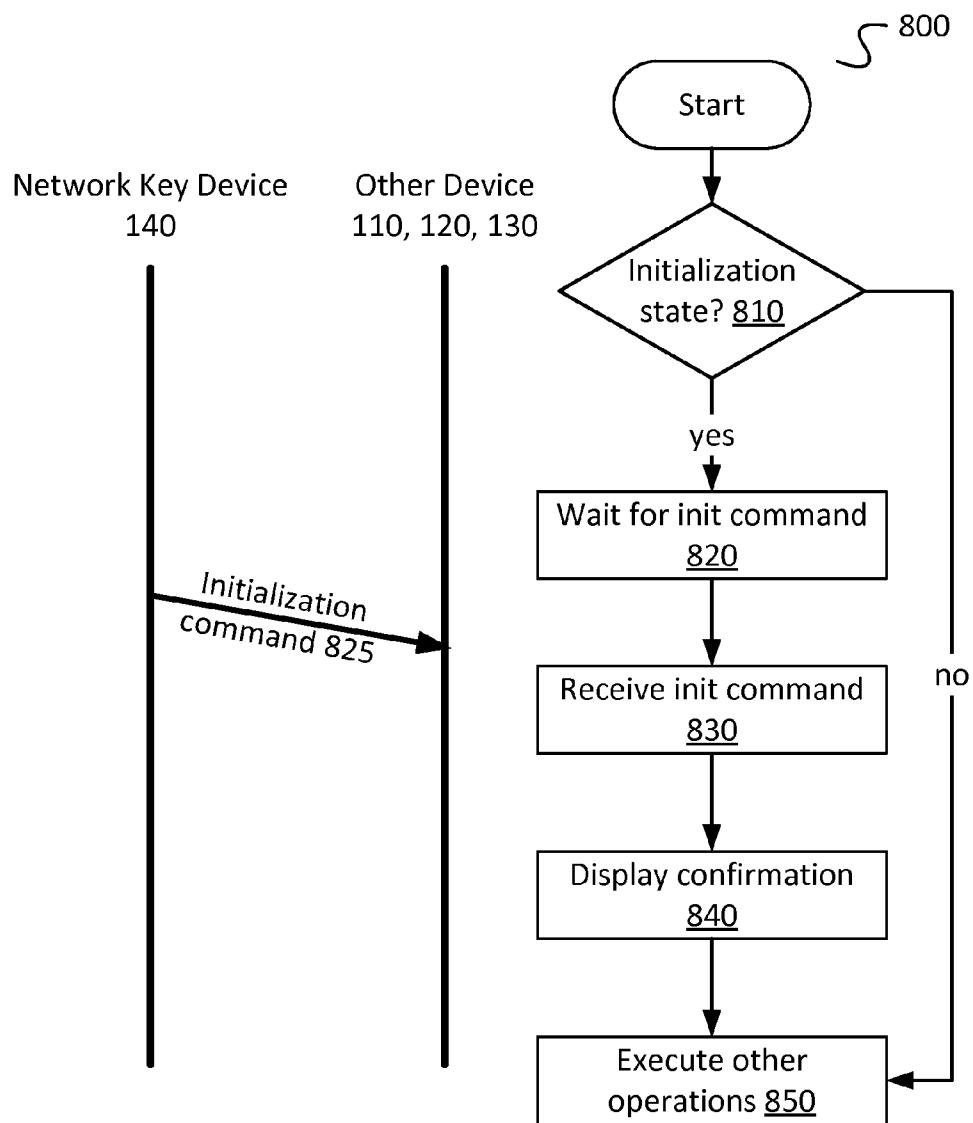 800
Start
Network Key Device
140
Other Device
110, 120, 130
Initialization
state? 810
yes
Wait for init command
820
Initialization
command 825
Receive init command
830
no
Display confirmation
840
Execute other
operations 850